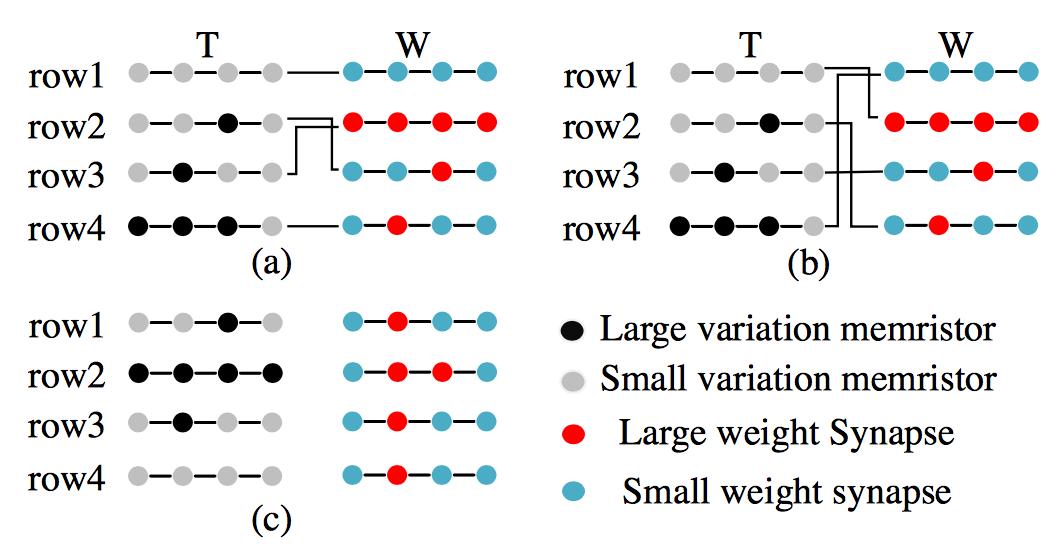 T W
row1
row2
row3
row4
(a)
T W
row1
row2
row3
row4
(b)
row1
row2
row3
row4
(c)
Large variation memristor
Small variation memristor
Large weight Synapse
Small weight synapse